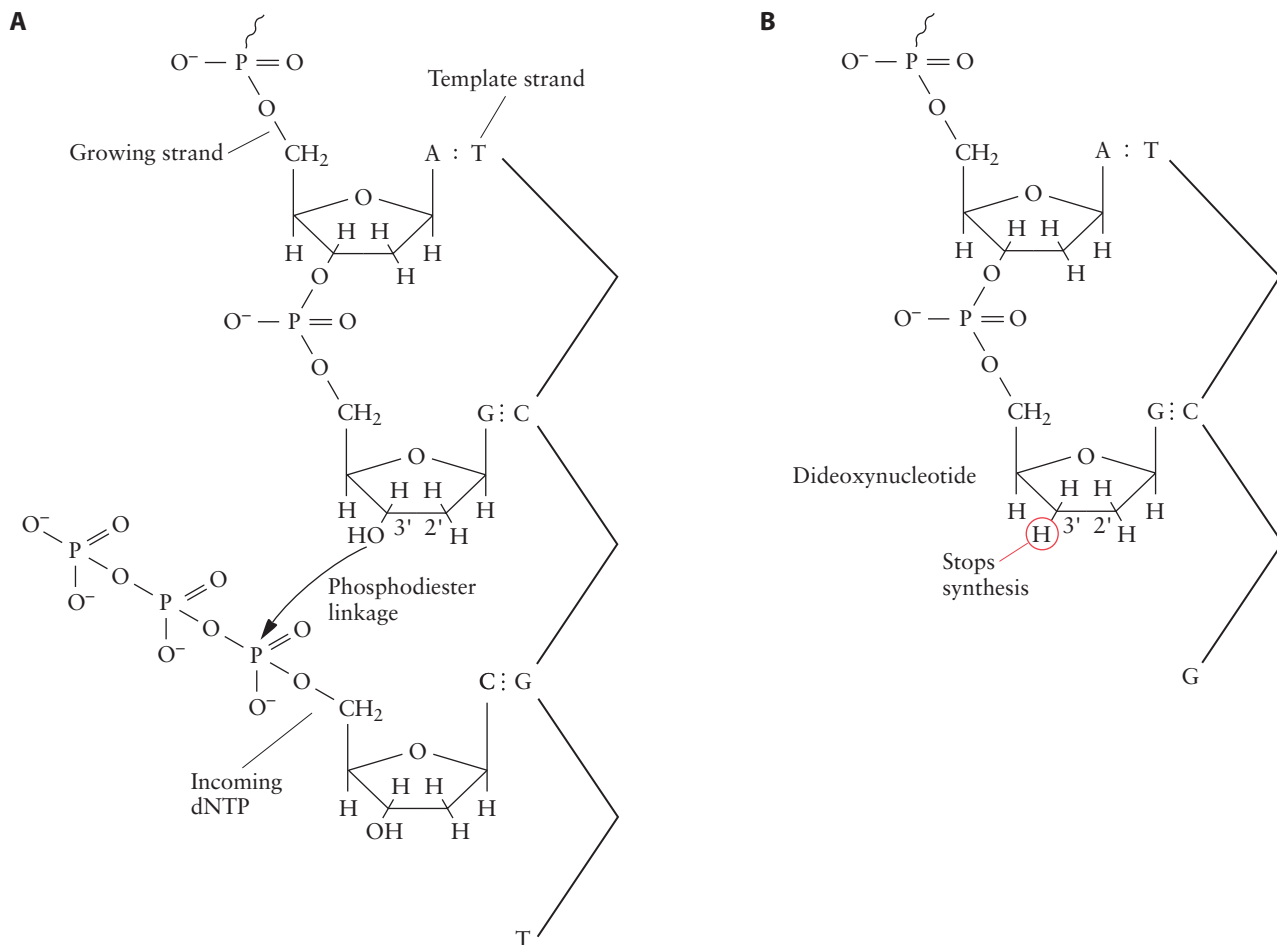 A
O⁻ — P = O
O
Template strand
Growing strand
CH₂
A : T
O
H H
H H
H
O
O⁻ — P = O
O
CH₂
G ⫶ C
O
H H
H H
HO 3' 2' H
O⁻ O
P
O O
O⁻ P
O O
O⁻ P
O
O⁻
Phosphodiester
linkage
C ⫶ G
CH₂
Incoming
dNTP
O
H H
H H
OH H
T
B
O⁻ — P = O
O
CH₂
A : T
O
H H
H H
H
O
O⁻ — P = O
O
CH₂
G ⫶ C
Dideoxynucleotide
O
H H
H H
H 3' 2' H
Stops
synthesis
G